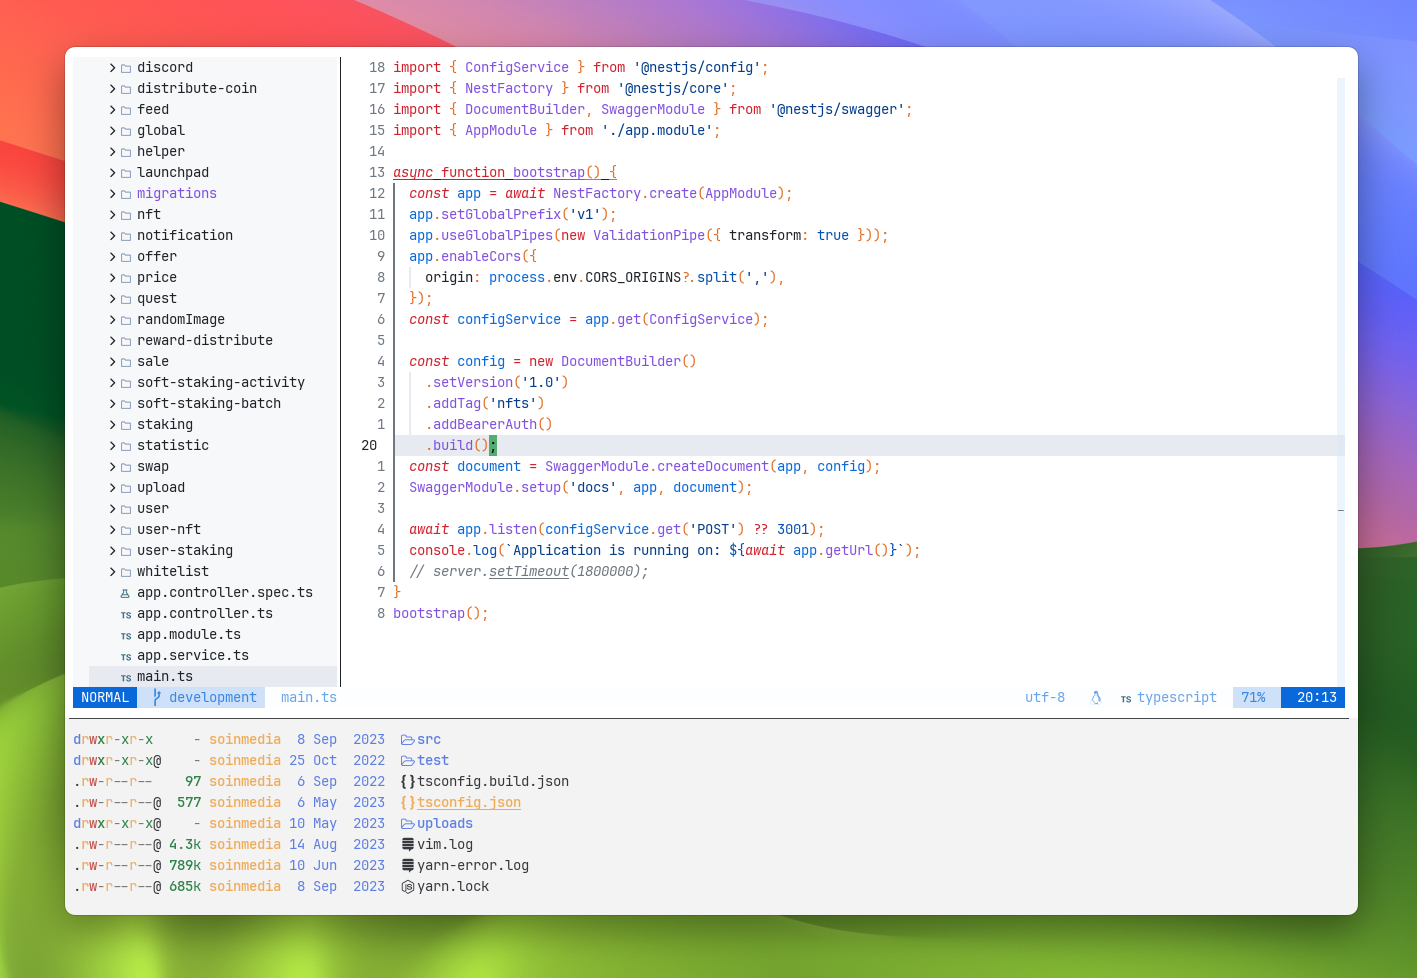 discord
distribute-coin
feed
global
helper
launchpad
migrations
nft
notification
offer
price
quest
randomImage
reward-distribute
sale
soft-staking-activity
soft-staking-batch
staking
statistic
swap
upload
user
user-nft
user-staking
whitelist
app.controller.spec.ts
TS app.controller.ts
TS app.module.ts
TS app.service.ts
TS main.ts
18 import { ConfigService } from '@nestjs/config';
17 import { NestFactory } from '@nestjs/core';
16 import { DocumentBuilder, SwaggerModule } from '@nestjs/swagger';
15 import { AppModule } from './app.module';
14
13 async function bootstrap() {
12 const app = await NestFactory.create(AppModule);
11 app.setGlobalPrefix('v1');
10 app.useGlobalPipes(new ValidationPipe({ transform: true }));
9 app.enableCors({
8 origin: process.env.CORS_ORIGINS?.split(','),
7 });
6 const configService = app.get(ConfigService);
5
4 const config = new DocumentBuilder()
3 .setVersion('1.0')
2 .addTag('nfts')
1 .addBearerAuth()
20 .build();
1 const document = SwaggerModule.createDocument(app, config);
2 SwaggerModule.setup('docs', app, document);
3
4 await app.listen(configService.get('POST') ?? 3001);
5 console.log(`Application is running on: ${await app.getUrl()}`);
6 // server.setTimeout(1800000);
7 }
8 bootstrap();
NORMAL development main.ts utf-8 TS typescript 71% 20:13
drwxr-xr-x - soinmedia 8 Sep 2023 src
drwxr-xr-x@ - soinmedia 25 Oct 2022 test
.rw-r--r-- 97 soinmedia 6 Sep 2022 {}tsconfig.build.json
.rw-r--r--@ 577 soinmedia 6 May 2023 {}tsconfig.json
drwxr-xr-x@ - soinmedia 10 May 2023 uploads
.rw-r--r--@ 4.3k soinmedia 14 Aug 2023 vim.log
.rw-r--r--@ 789k soinmedia 10 Jun 2023 yarn-error.log
.rw-r--r--@ 685k soinmedia 8 Sep 2023 yarn.lock